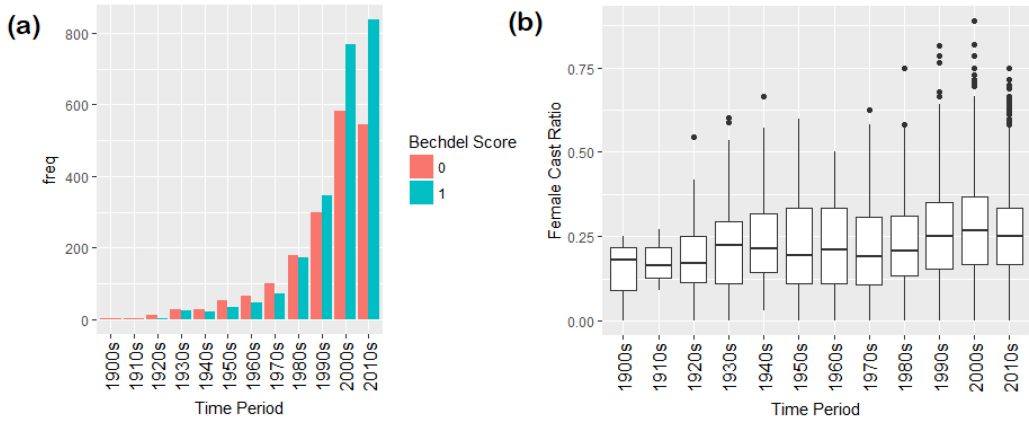 (a)
800
600
400
200
0
freq
1900s
1910s
1920s
1930s
1940s
1950s
1960s
1970s
1980s
1990s
2000s
2010s
Time Period
Bechdel Score
0
1
(b)
0.75
0.50
0.25
0.00
Female Cast Ratio
1900s
1910s
1920s
1930s
1940s
1950s
1960s
1970s
1980s
1990s
2000s
2010s
Time Period